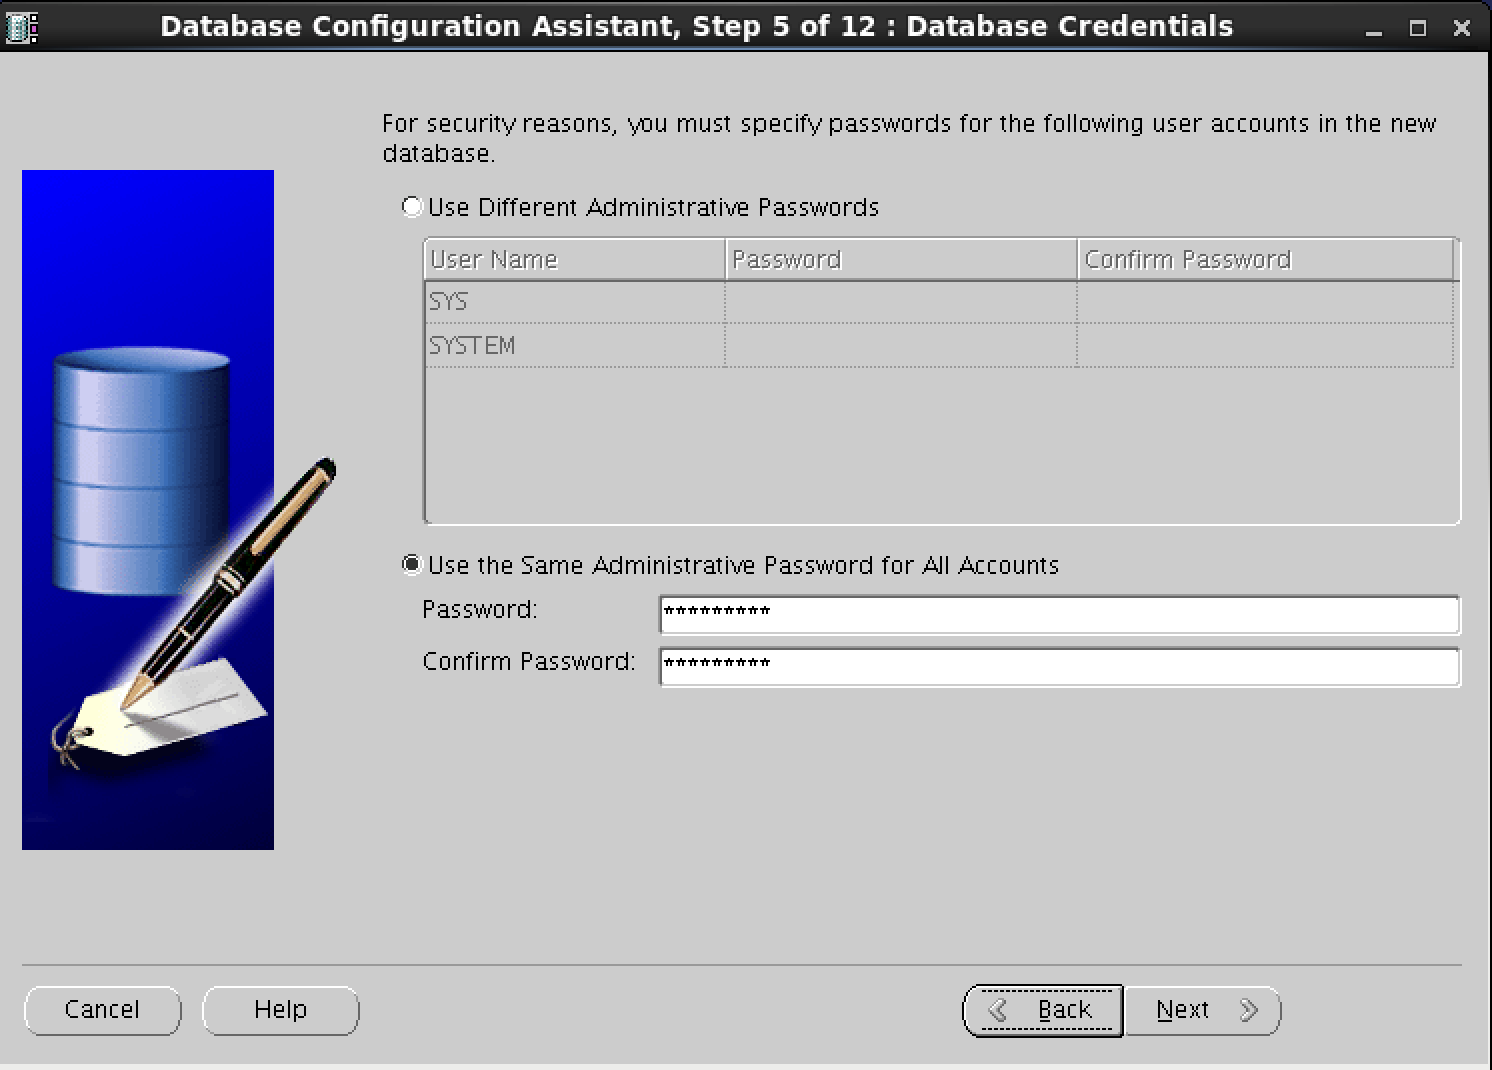 Database Configuration Assistant, Step 5 of 12 : Database Credentials
For security reasons, you must specify passwords for the following user accounts in the new
database.
Use Different Administrative Passwords
User Name Password Confirm Password
SYS
SYSTEM
Use the Same Administrative Password for All Accounts
Password: *********
Confirm Password: *********
Cancel Help Back Next